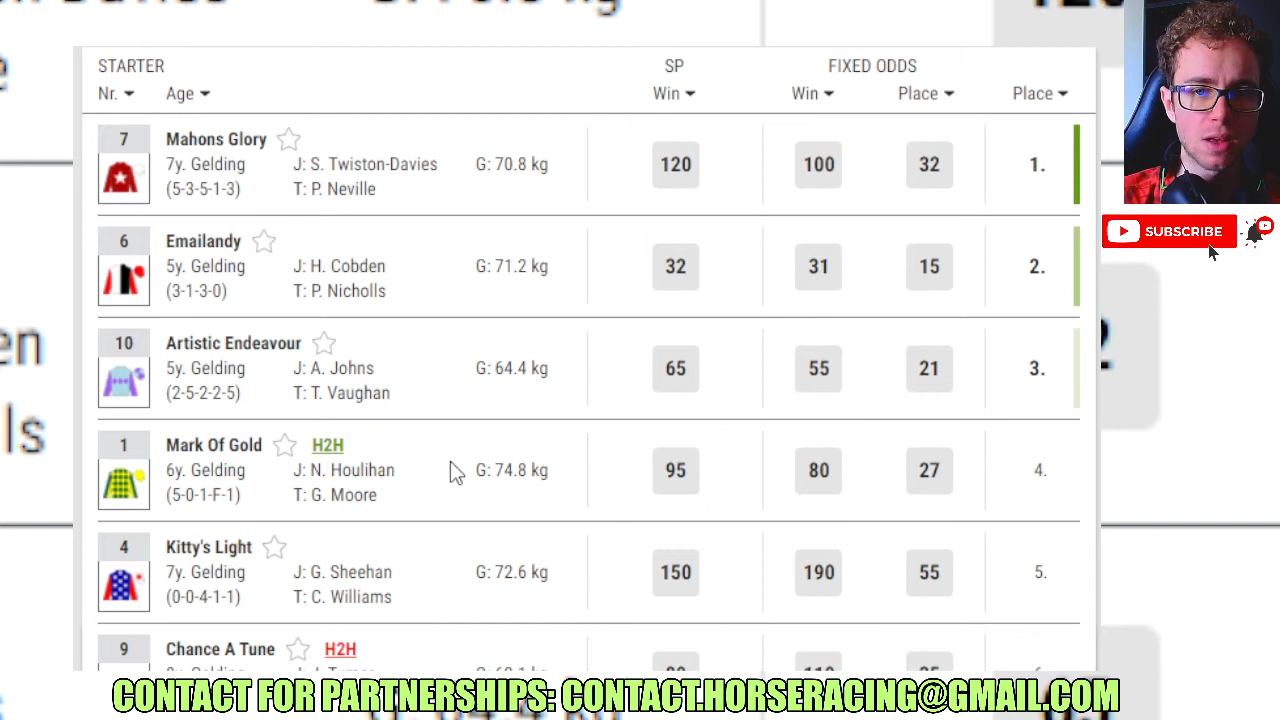 STARTER SP FIXED ODDS
Nr. Age Win Win Place Place
7 Mahons Glory
7y. Gelding J: S. Twiston-Davies G: 70.8 kg 120 100 32 1.
(5-3-5-1-3) T: P. Neville
6 Emailandy
5y. Gelding J: H. Cobden G: 71.2 kg 32 31 15 2.
(3-1-3-0) T: P. Nicholls
10 Artistic Endeavour
5y. Gelding J: A. Johns G: 64.4 kg 65 55 21 3.
(2-5-2-2-5) T: T. Vaughan
1 Mark Of Gold H2H
6y. Gelding J: N. Houlihan G: 74.8 kg 95 80 27 4.
(5-0-1-F-1) T: G. Moore
4 Kitty's Light
7y. Gelding J: G. Sheehan G: 72.6 kg 150 190 55 5.
(0-0-4-1-1) T: C. Williams
9 Chance A Tune H2H
SUBSCRIBE
CONTACT FOR PARTNERSHIPS: CONTACT.HORSERACING@GMAIL.COM